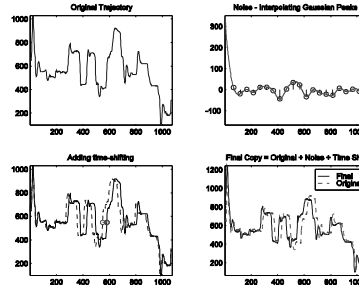 Original Trajectory
1000
800
600
400
200
200 400 600 800 1000
Noise - Interpolating Gaussian Peaks
300
200
100
0
-100
200 400 600 800
Adding time-shifting
1000
800
600
400
200
200 400 600 800 1000
Final Copy = Original + Noise + Time Sh
1200
1000
800
600
400
200
200 400 600 800
Final
Original